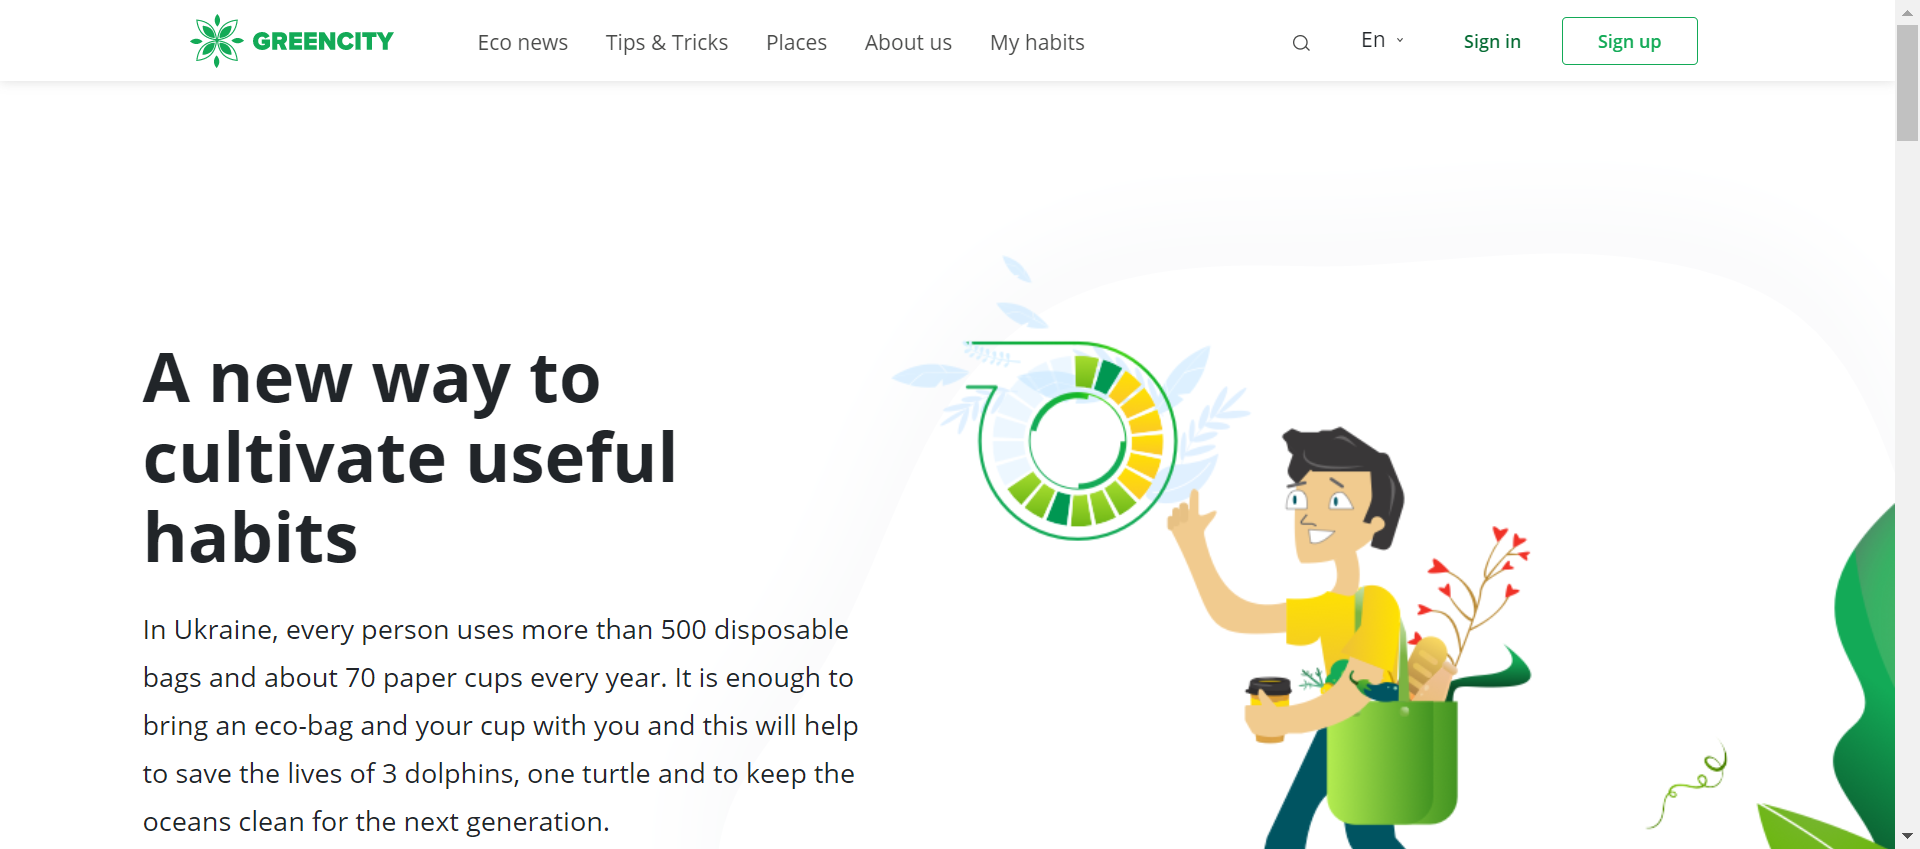 GREENCITY
Eco news
Tips & Tricks
Places
About us
My habits
En
Sign in
Sign up
A new way to
cultivate useful
habits
In Ukraine, every person uses more than 500 disposable
bags and about 70 paper cups every year. It is enough to
bring an eco-bag and your cup with you and this will help
to save the lives of 3 dolphins, one turtle and to keep the
oceans clean for the next generation.